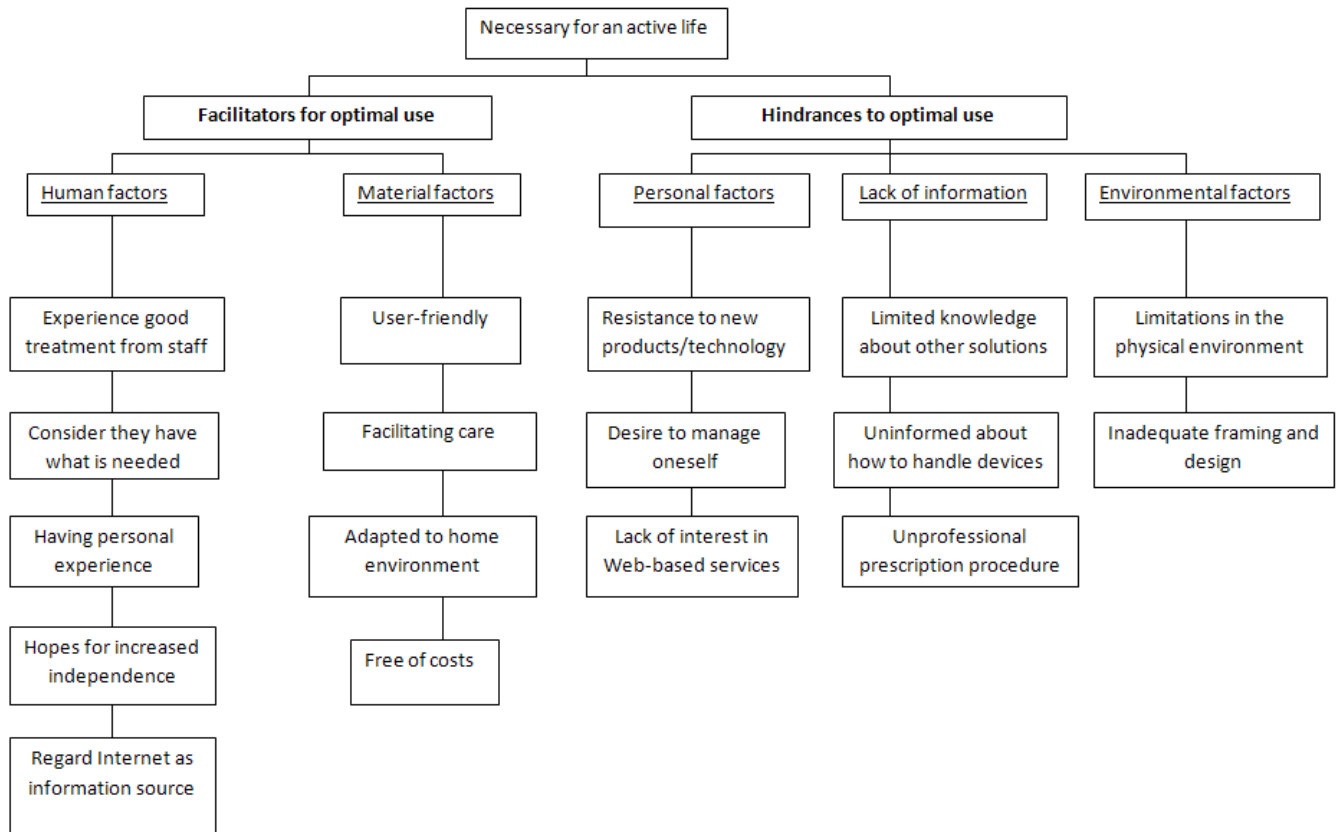 Necessary for an active life
Facilitators for optimal use
Hindrances to optimal use
Human factors
Material factors
Personal factors
Lack of information
Environmental factors
Experience good
treatment from staff
Consider they have
what is needed
Having personal
experience
Hopes for increased
independence
Regard Internet as
information source
User-friendly
Facilitating care
Adapted to home
environment
Free of costs
Resistance to new
products/technology
Desire to manage
oneself
Lack of interest in
Web-based services
Limited knowledge
about other solutions
Uninformed about
how to handle devices
Unprofessional
prescription procedure
Limitations in the
physical environment
Inadequate framing and
design